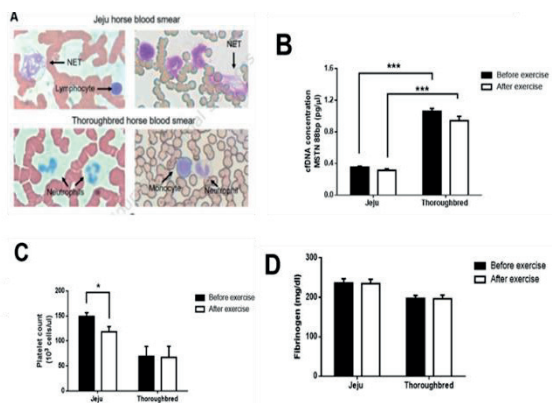 A
Jeju horse blood smear
NET
Lymphocyte
NET
Thoroughbred horse blood smear
Neutrophils
Monocyte
Neutrophil
B
cfDNA concentration
MSTN 88bp (pg/µl)
1.6
1.2
0.8
0.4
0.0
***
***
Before exercise
After exercise
Jeju
Thoroughbred
C
Platelet count
(10³ cells/ul)
200
150
100
50
0
*
Before exercise
After exercise
Jeju
Thoroughbred
D
Fibrinogen (mg/dl)
400
300
200
100
0
Before exercise
After exercise
Jeju
Thoroughbred